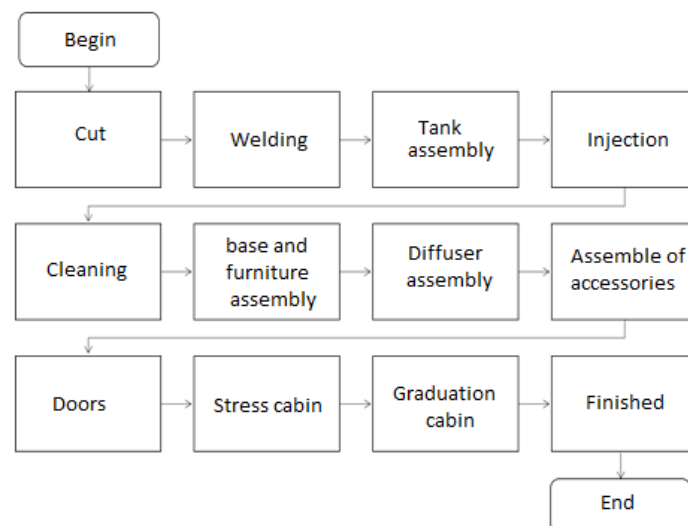 Begin
Cut
Welding
Tank
assembly
Injection
Cleaning
base and
furniture
assembly
Diffuser
assembly
Assemble of
accessories
Doors
Stress cabin
Graduation
cabin
Finished
End